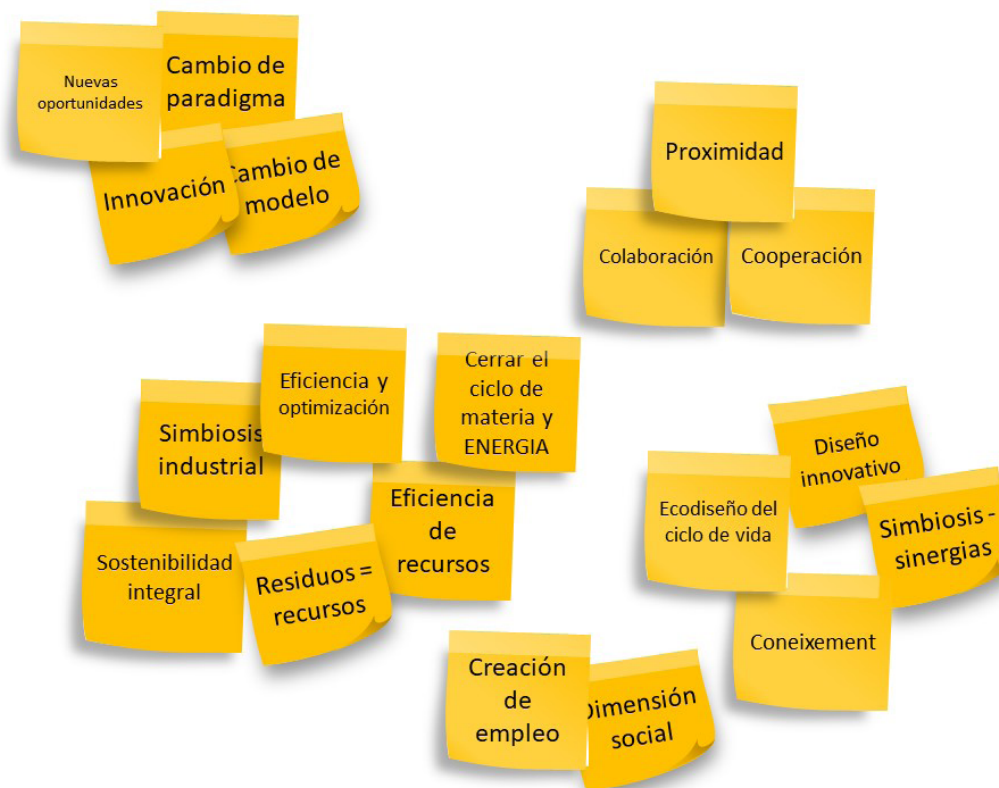 Nuevas
oportunidades
Cambio de
paradigma
Innovación
Cambio de
modelo
Proximidad
Colaboración
Cooperación
Eficiencia y
optimización
Cerrar el
ciclo de
materia y
ENERGIA
Simbiosis
industrial
Eficiencia
de
recursos
Sostenibilidad
integral
Residuos =
recursos
Diseño
innovativo
Ecodiseño del
ciclo de vida
Simbiosis -
sinergias
Coneixement
Creación
de
empleo
Dimensión
social